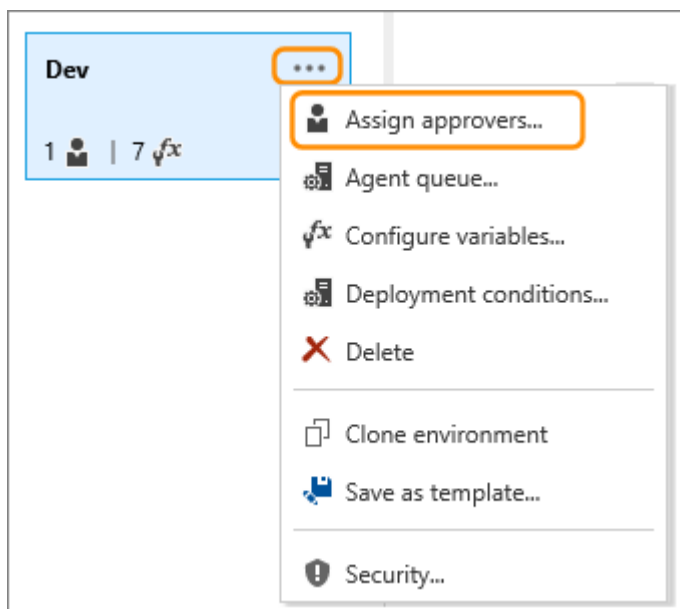 Dev
...
1 | 7 fx
Assign approvers...
Agent queue...
fx Configure variables...
Deployment conditions...
Delete
Clone environment
Save as template...
Security...